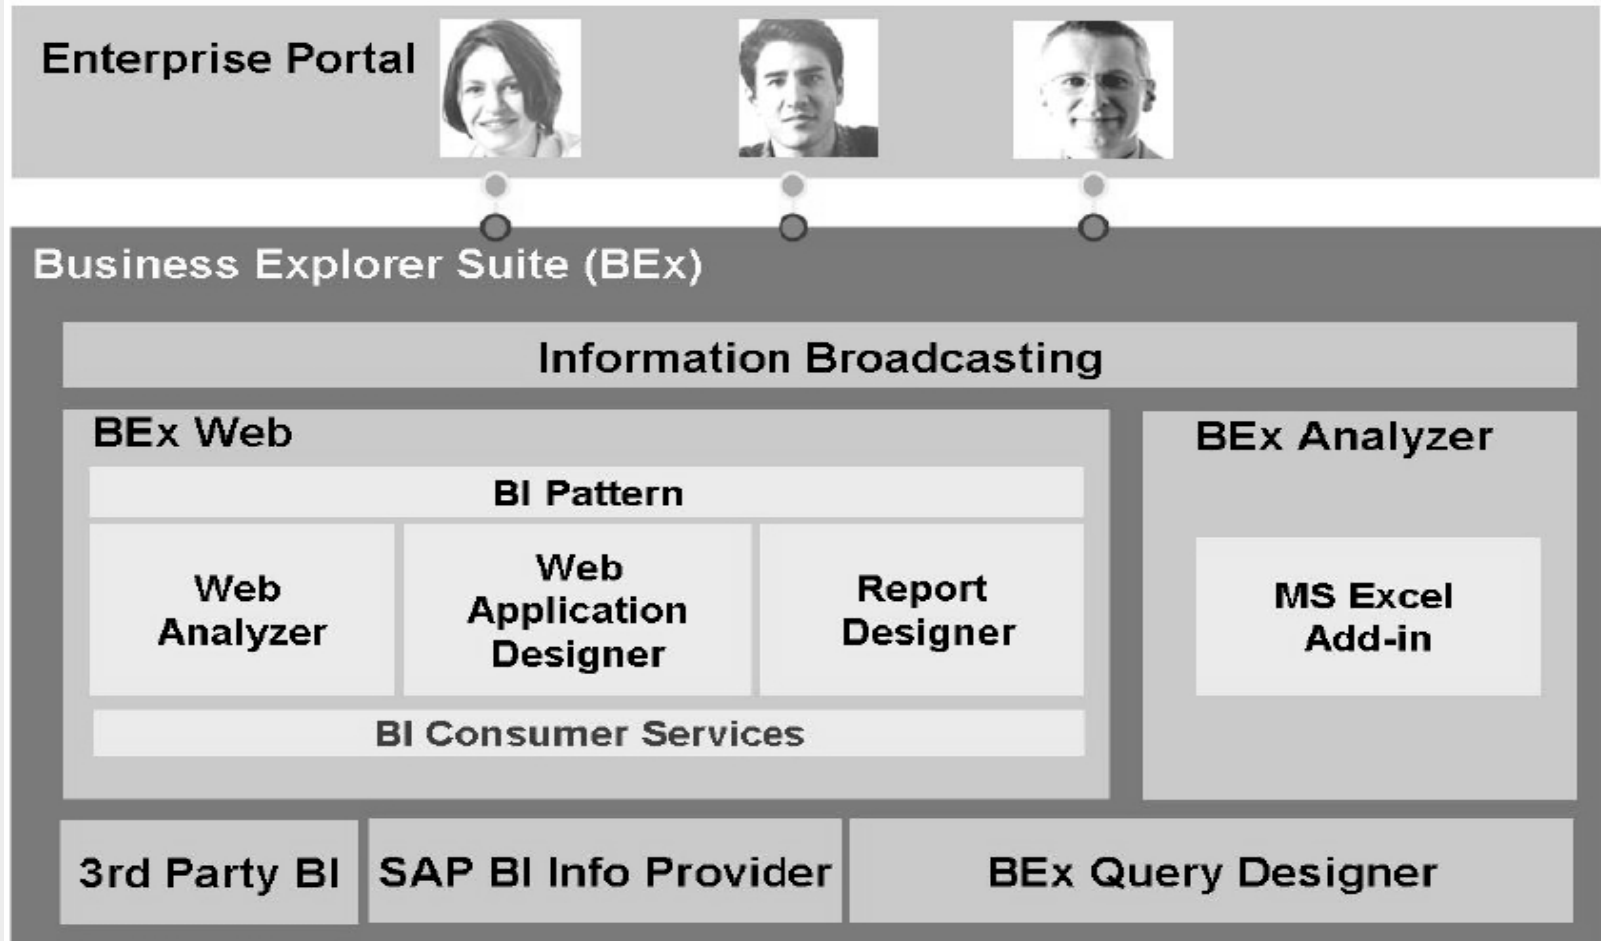 Enterprise Portal
Business Explorer Suite (BEx)
Information Broadcasting
BEx Web
BI Pattern
Web
Analyzer
Web
Application
Designer
Report
Designer
BI Consumer Services
BEx Analyzer
MS Excel
Add-in
3rd Party BI
SAP BI Info Provider
BEx Query Designer